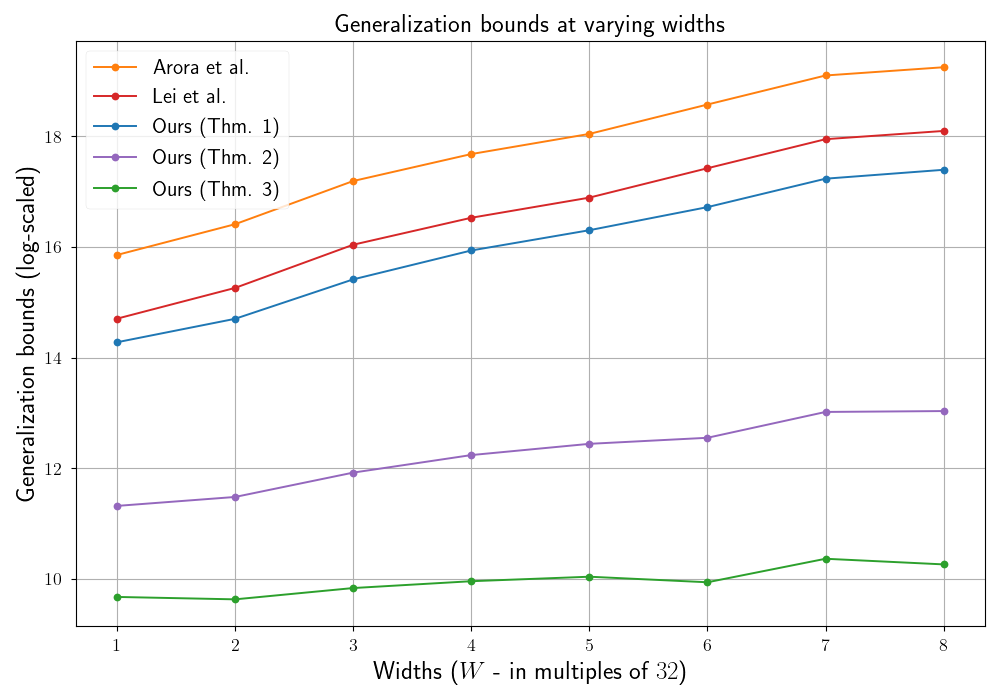 Generalization bounds at varying widths
Arora et al.
Lei et al.
Ours (Thm. 1)
Ours (Thm. 2)
Ours (Thm. 3)
Generalization bounds (log-scaled)
18
16
14
12
10
1 2 3 4 5 6 7 8
Widths (W - in multiples of 32)